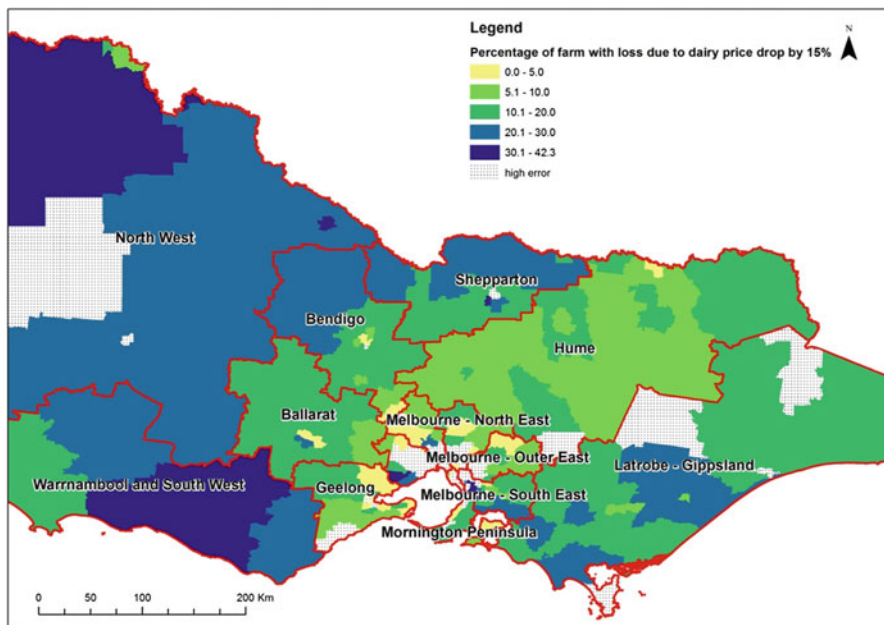 Legend
N
Percentage of farm with loss due to dairy price drop by 15%
0.0 - 5.0
5.1 - 10.0
10.1 - 20.0
20.1 - 30.0
30.1 - 42.3
high error
North West
Shepparton
Bendigo
Hume
Ballarat
Melbourne - North East
Melbourne - Outer East
Latrobe - Gippsland
Warrnambool and South West
Geelong
Melbourne - South East
Mornington Peninsula
0 50 100 200 Km